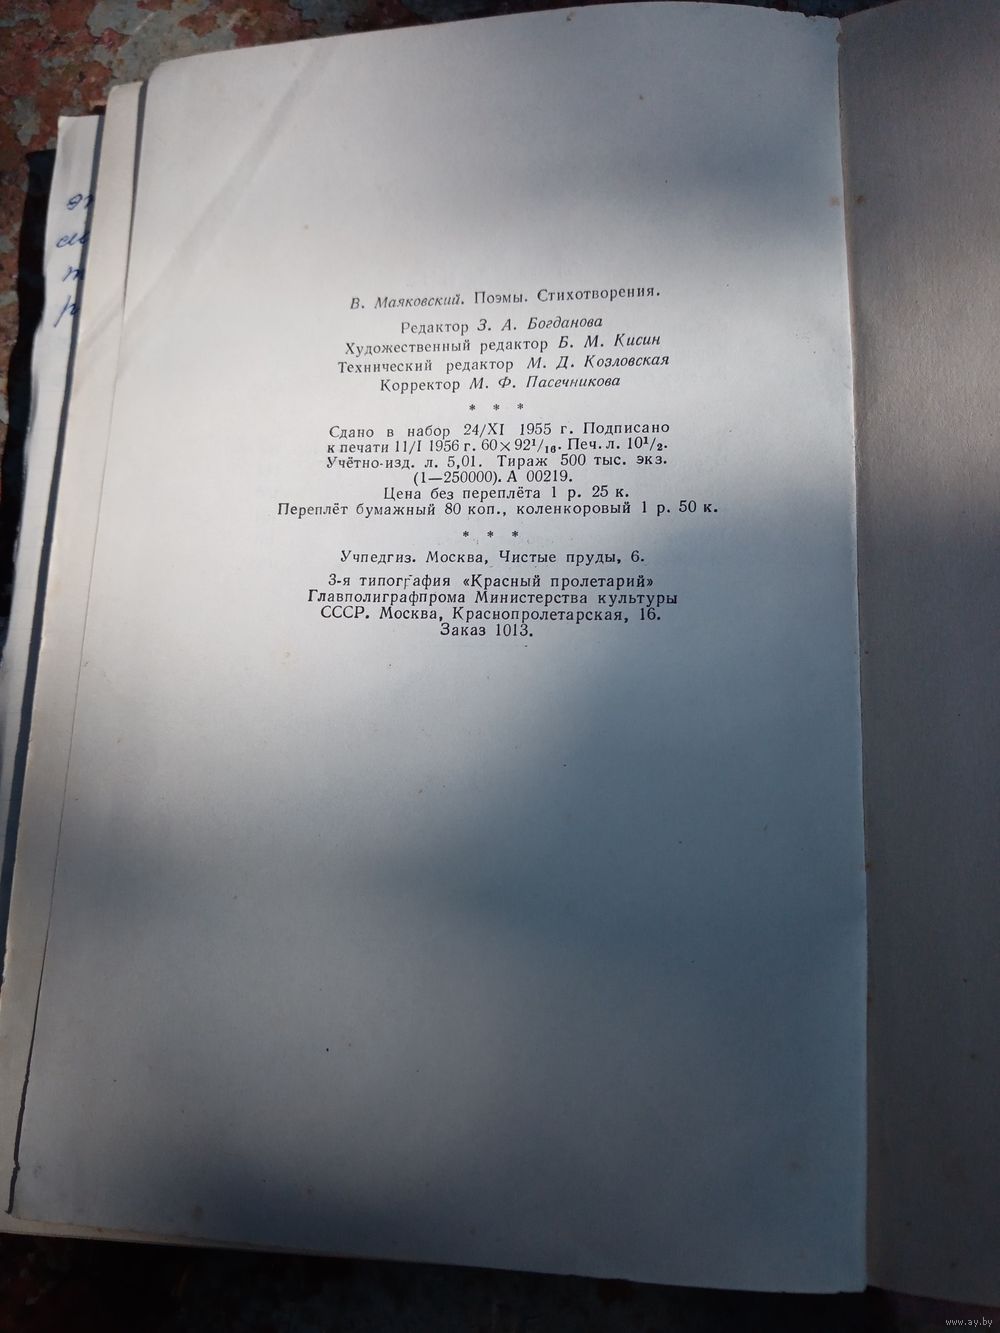 В. Маяковский. Поэмы. Стихотворения.
Редактор З. А. Богданова
Художественный редактор Б. М. Кисин
Технический редактор М. Д. Козловская
Корректор М. Ф. Пасечникова
* * *
Сдано в набор 24/XI 1955 г. Подписано
к печати 11/I 1956 г. 60×92¹/₁₆. Печ. л. 10¹/₂.
Учётно-изд. л. 5,01. Тираж 500 тыс. экз.
(1—250000). А 00219.
Цена без переплёта 1 р. 25 к.
Переплёт бумажный 80 коп., коленкоровый 1 р. 50 к.
* * *
Учпедгиз. Москва, Чистые пруды, 6.
3-я типография «Красный пролетарий»
Главполиграфпрома Министерства культуры
СССР. Москва, Краснопролетарская, 16.
Заказ 1013.
www.ay.by